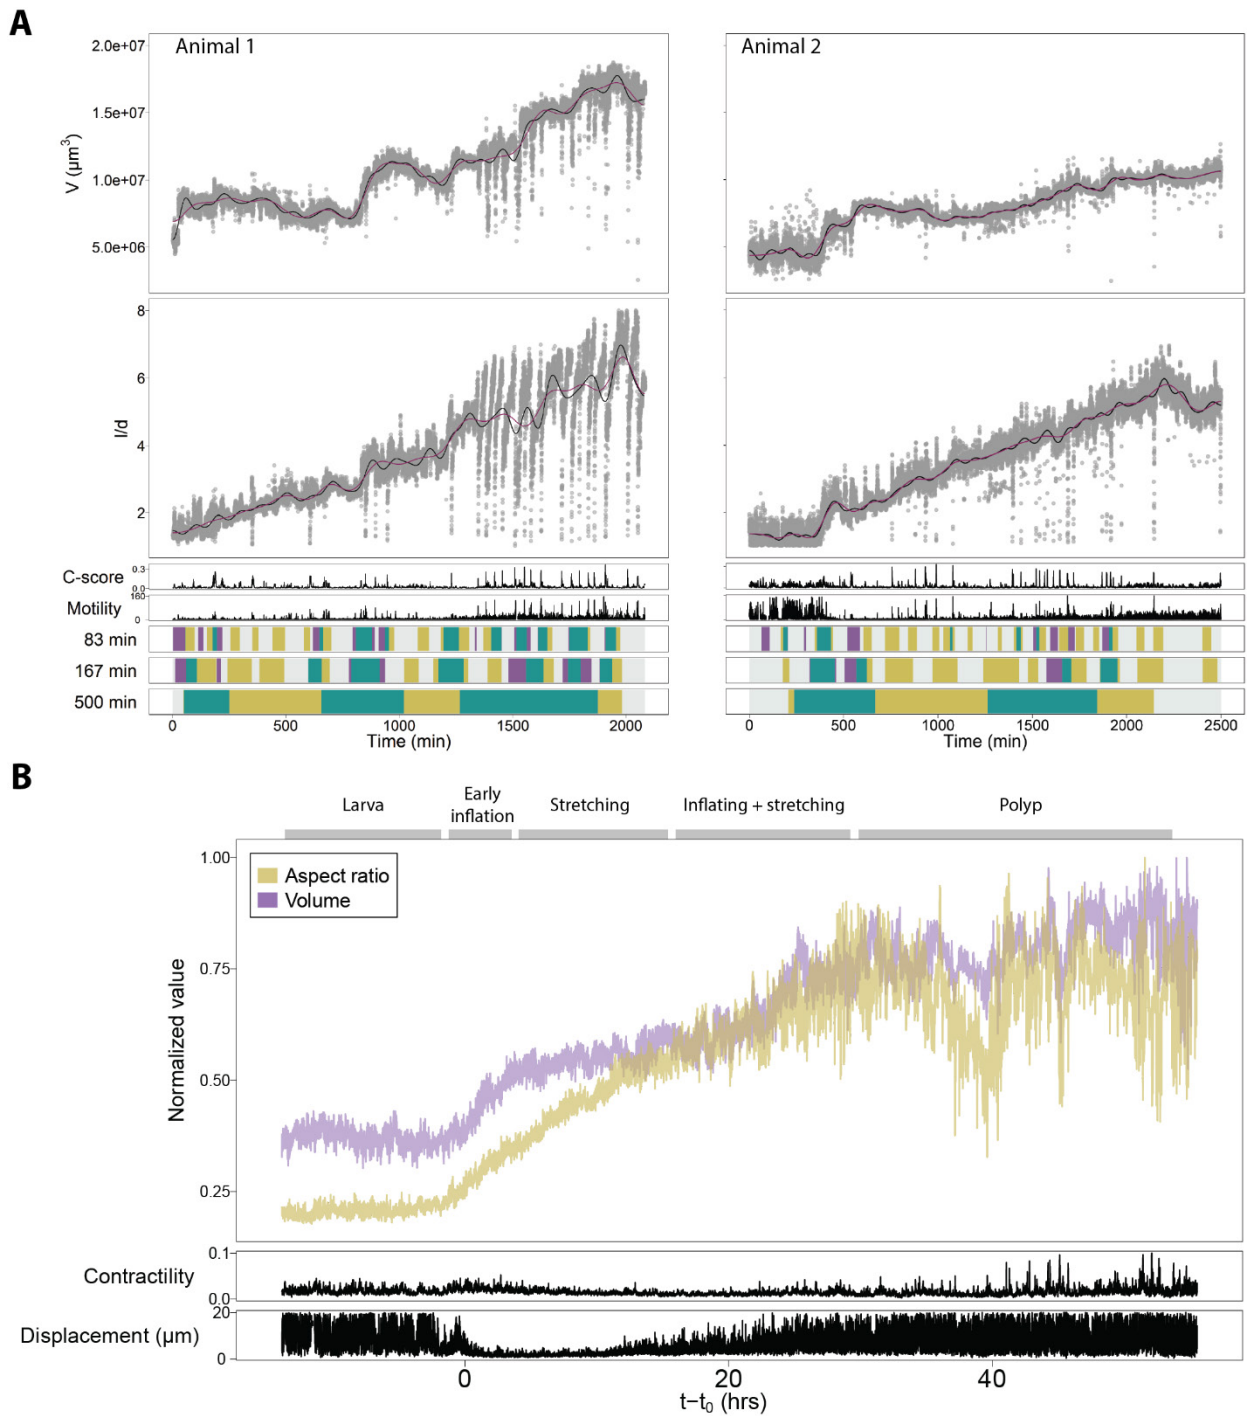 A
Animal 1
Animal 2
2.0e+07
1.5e+07
1.0e+07
5.0e+06
V (µm³)
8
6
4
2
l/d
C-score
0.3
0.0
Motility
160
0
83 min
167 min
500 min
0
500
1000
1500
2000
Time (min)
0
500
1000
1500
2000
2500
Time (min)
B
Larva
Early
inflation
Stretching
Inflating + stretching
Polyp
Aspect ratio
Volume
1.00
0.75
0.50
0.25
Normalized value
Contractility
0.1
0.0
Displacement (µm)
20
0
0
20
40
t−t₀ (hrs)